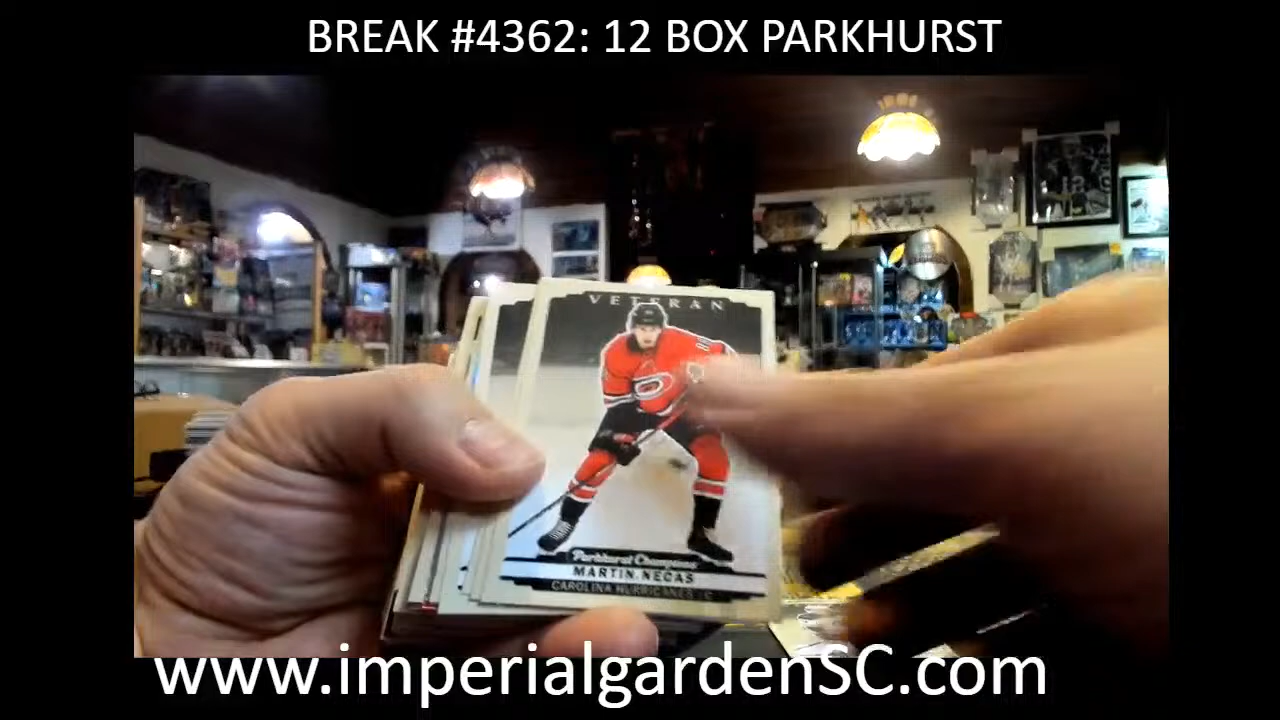 BREAK #4362: 12 BOX PARKHURST
VETERAN
Parkhurst Champions
MARTIN NECAS
CAROLINA HURRICANES | C
www.imperialgardenSC.com